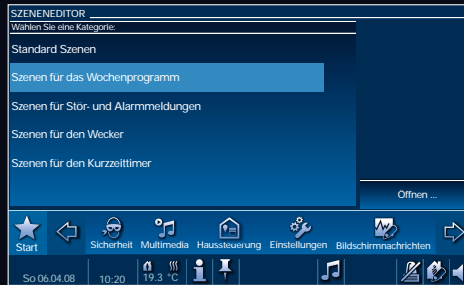 SZENENEDITOR
Wählen Sie eine Kategorie:
Standard Szenen
Szenen für das Wochenprogramm
Szenen für Stör- und Alarmmeldungen
Szenen für den Wecker
Szenen für den Kurzzeittimer
Öffnen ...
Start Sicherheit Multimedia Haussteuerung Einstellungen Bildschirmnachrichten
So 06.04.08 10:20 19.3 °C